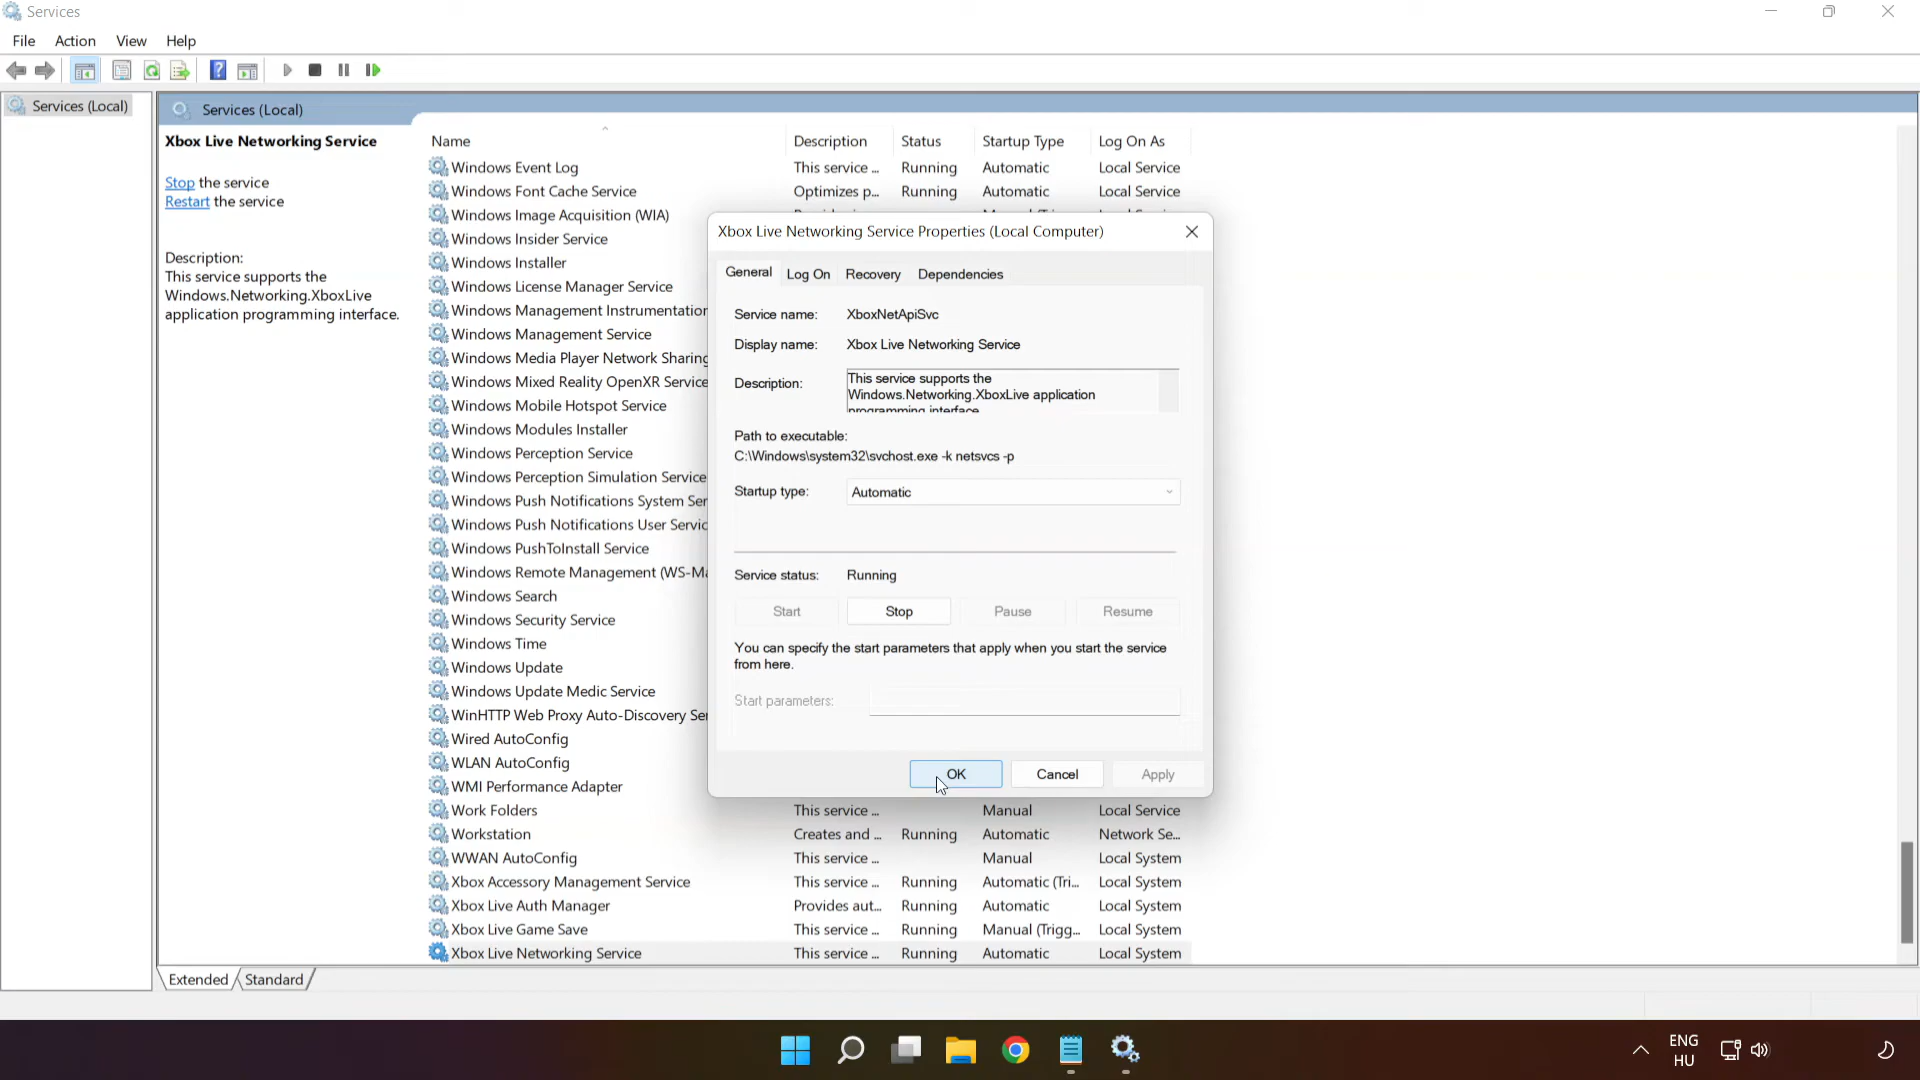 Services
File Action View Help
Services (Local)
Services (Local)
Xbox Live Networking Service
Stop the service
Restart the service
Description:
This service supports the
Windows.Networking.XboxLive
application programming interface.
Name Description Status Startup Type Log On As
Windows Event Log This service ... Running Automatic Local Service
Windows Font Cache Service Optimizes p... Running Automatic Local Service
Windows Image Acquisition (WIA)
Windows Insider Service
Windows Installer
Windows License Manager Service
Windows Management Instrumentation
Windows Management Service
Windows Media Player Network Sharing
Windows Mixed Reality OpenXR Service
Windows Mobile Hotspot Service
Windows Modules Installer
Windows Perception Service
Windows Perception Simulation Service
Windows Push Notifications System Ser
Windows Push Notifications User Servic
Windows PushToInstall Service
Windows Remote Management (WS-Ma
Windows Search
Windows Security Service
Windows Time
Windows Update
Windows Update Medic Service
WinHTTP Web Proxy Auto-Discovery Ser
Wired AutoConfig
WLAN AutoConfig
WMI Performance Adapter
Work Folders This service ... Manual Local Service
Workstation Creates and ... Running Automatic Network Se...
WWAN AutoConfig This service ... Manual Local System
Xbox Accessory Management Service This service ... Running Automatic (Tri... Local System
Xbox Live Auth Manager Provides aut... Running Automatic Local System
Xbox Live Game Save This service ... Running Manual (Trigg... Local System
Xbox Live Networking Service This service ... Running Automatic Local System
Xbox Live Networking Service Properties (Local Computer)
General Log On Recovery Dependencies
Service name: XboxNetApiSvc
Display name: Xbox Live Networking Service
Description: This service supports the
Windows.Networking.XboxLive application
programming interface
Path to executable:
C:\Windows\system32\svchost.exe -k netsvcs -p
Startup type: Automatic
Service status: Running
Start Stop Pause Resume
You can specify the start parameters that apply when you start the service
from here.
Start parameters:
OK Cancel Apply
Extended Standard
ENG
HU